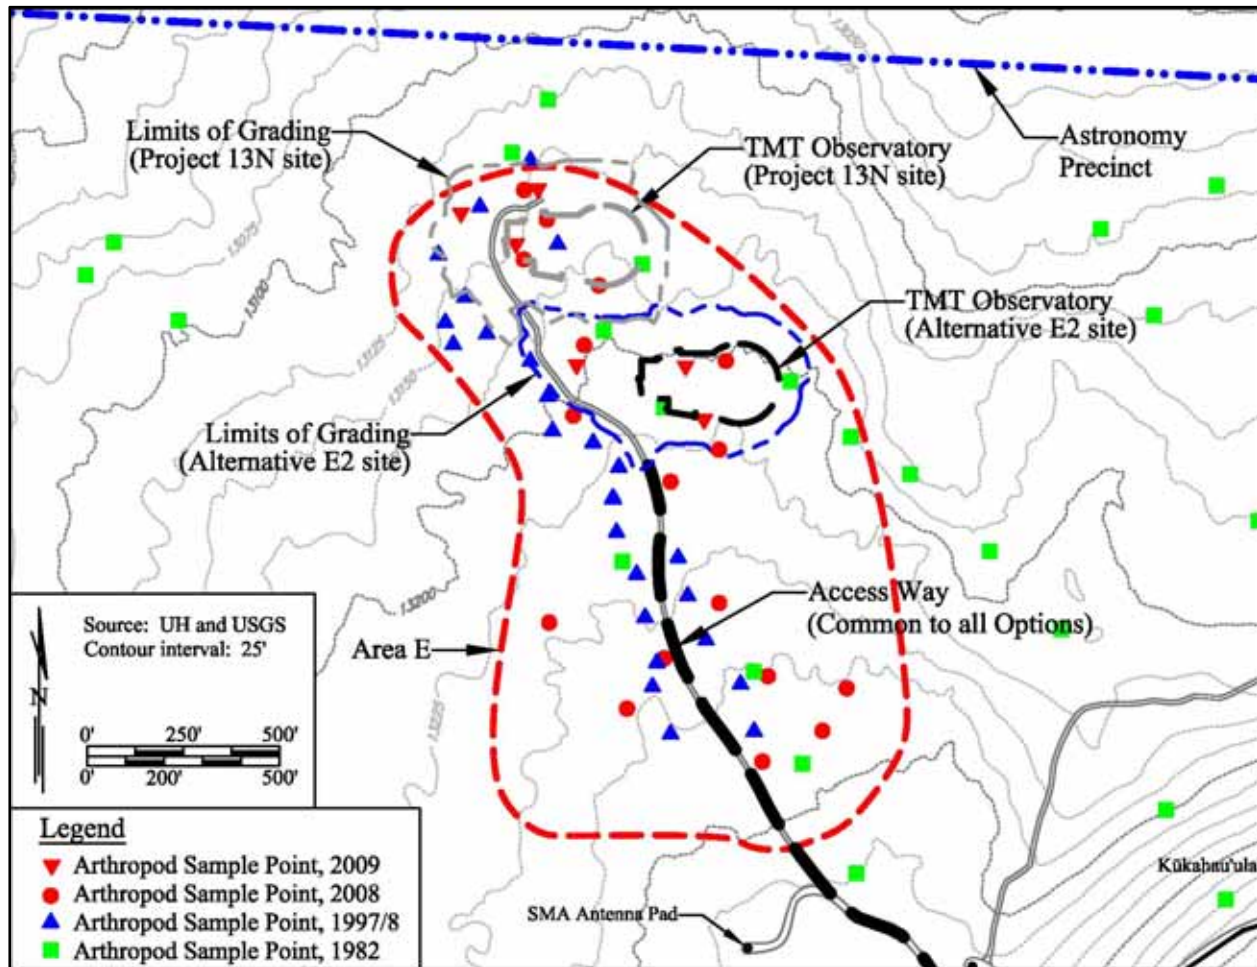 Limits of Grading
(Project 13N site)
TMT Observatory
(Project 13N site)
Astronomy
Precinct
13050
13075
13075
13100
TMT Observatory
(Alternative E2 site)
13125
13150
Limits of Grading
(Alternative E2 site)
13200
Access Way
(Common to all Options)
Area E
13225
Source: UH and USGS
Contour interval: 25'
N
0' 250' 500'
0' 200' 500'
Legend
Arthropod Sample Point, 2009
Arthropod Sample Point, 2008
Arthropod Sample Point, 1997/8
Arthropod Sample Point, 1982
SMA Antenna Pad
Kūkahau'ula